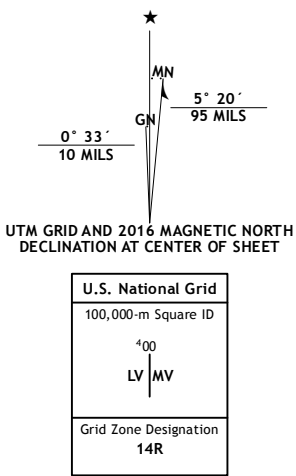 ★
MN
GN
5° 20´
95 MILS
0° 33´
10 MILS
UTM GRID AND 2016 MAGNETIC NORTH
DECLINATION AT CENTER OF SHEET
U.S. National Grid
100,000-m Square ID
⁴00
LV MV
Grid Zone Designation
14R